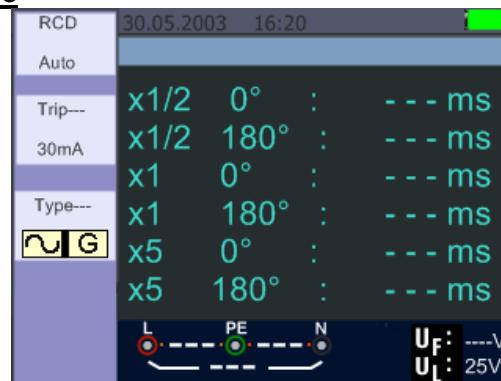 RCD
Auto
Trip---
30mA
Type---
G
30.05.2003 16:20
x1/2 0° : - - - ms
x1/2 180° : - - - ms
x1 0° : - - - ms
x1 180° : - - - ms
x5 0° : - - - ms
x5 180° : - - - ms
L PE N
UF: ----V
UL: 25V